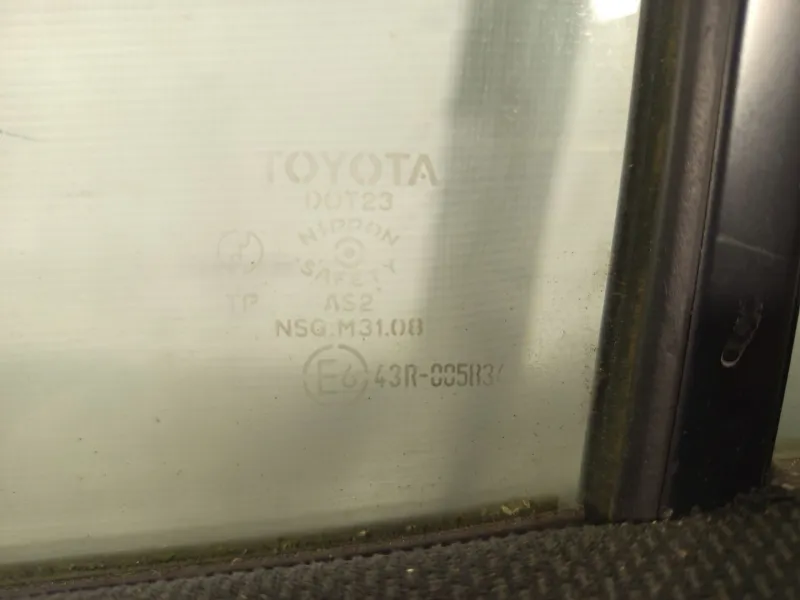 TOYOTA
DOT23
NIPPON
SAFETY
TP AS2
NSG.M31.08
E6 43R-005834